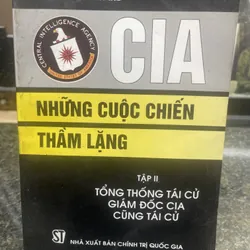 CENTRAL INTELLIGENCE AGENCY
CIA
NHỮNG CUỘC CHIẾN
THẦM LẶNG
TẬP II
TỔNG THỐNG TÁI CỬ
GIÁM ĐỐC CIA
CŨNG TÁI CỬ
ST
NHÀ XUẤT BẢN CHÍNH TRỊ QUỐC GIA